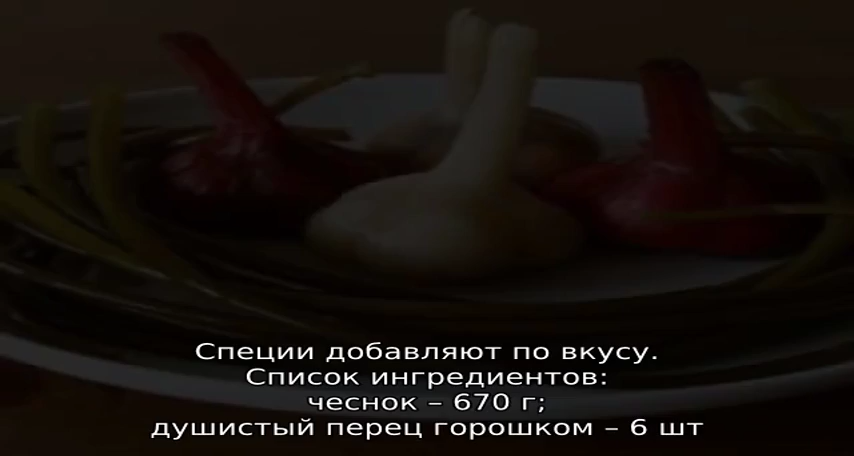 Специи добавляют по вкусу.
Список ингредиентов:
чеснок – 670 г;
душистый перец горошком – 6 шт